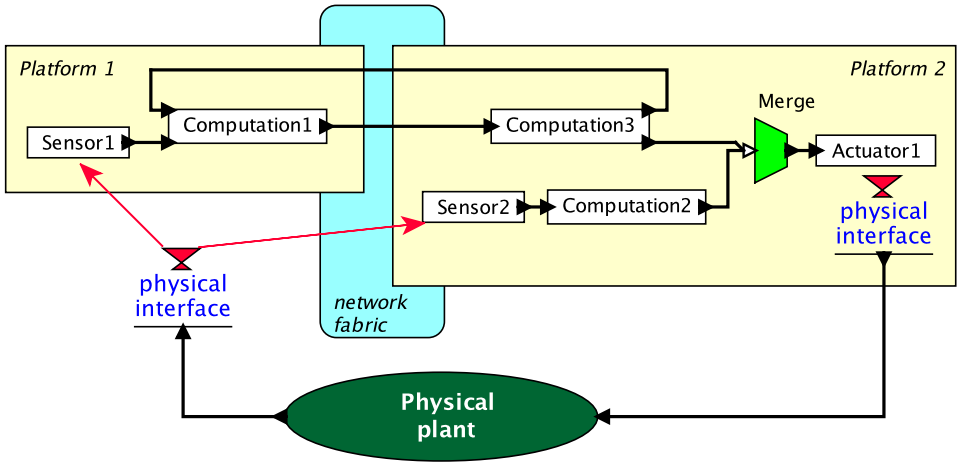 Platform 1
Platform 2
Merge
Sensor1
Computation1
Computation3
Actuator1
Sensor2
Computation2
physical
interface
physical
interface
network
fabric
Physical
plant